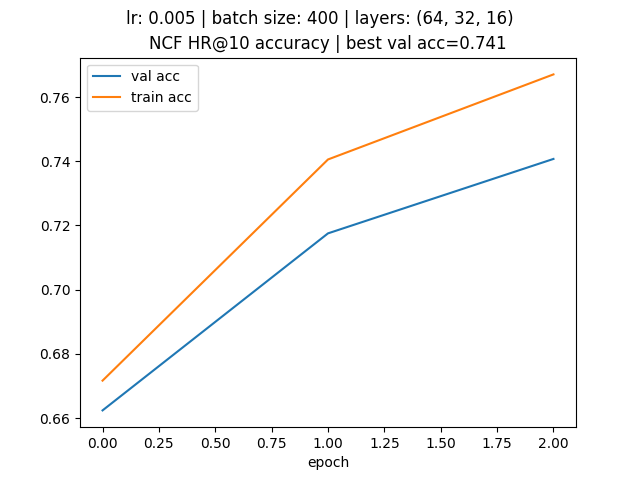 lr: 0.005 | batch size: 400 | layers: (64, 32, 16)
NCF HR@10 accuracy | best val acc=0.741
val acc
train acc
0.76
0.74
0.72
0.70
0.68
0.66
0.00 0.25 0.50 0.75 1.00 1.25 1.50 1.75 2.00
epoch